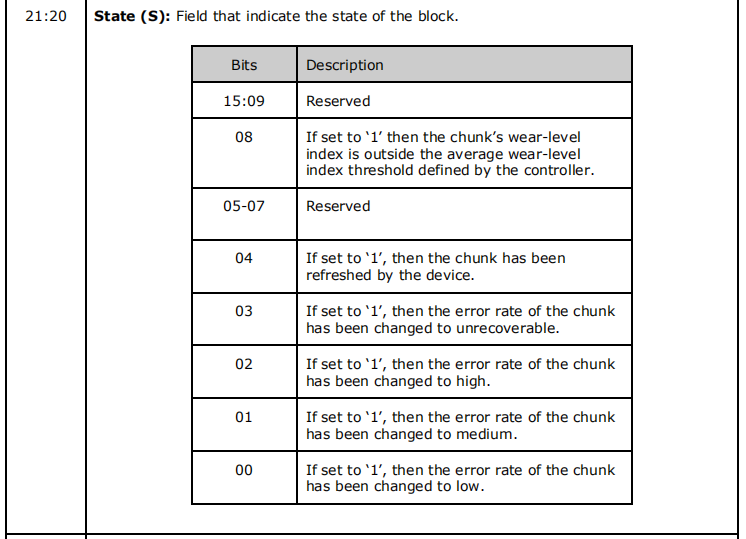 21:20 State (S): Field that indicate the state of the block.
Bits Description
15:09 Reserved
08 If set to ‘1’ then the chunk’s wear-level
index is outside the average wear-level
index threshold defined by the controller.
05-07 Reserved
04 If set to ‘1’, then the chunk has been
refreshed by the device.
03 If set to ‘1’, then the error rate of the chunk
has been changed to unrecoverable.
02 If set to ‘1’, then the error rate of the chunk
has been changed to high.
01 If set to ‘1’, then the error rate of the chunk
has been changed to medium.
00 If set to ‘1’, then the error rate of the chunk
has been changed to low.